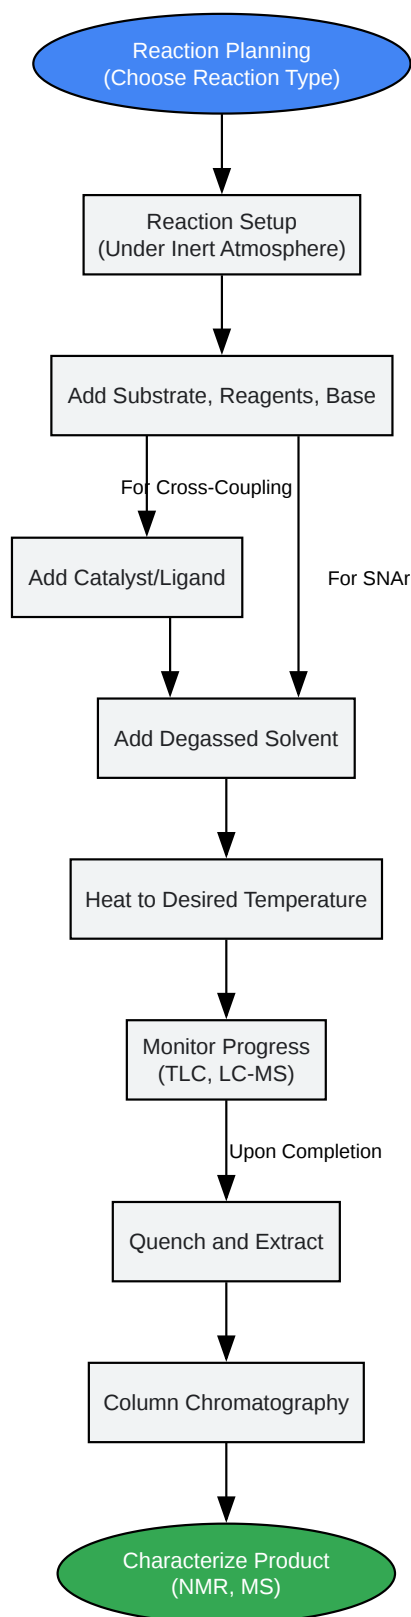 Reaction Planning
(Choose Reaction Type)
Reaction Setup
(Under Inert Atmosphere)
Add Substrate, Reagents, Base
For Cross-Coupling
Add Catalyst/Ligand
For SNAr
Add Degassed Solvent
Heat to Desired Temperature
Monitor Progress
(TLC, LC-MS)
Upon Completion
Quench and Extract
Column Chromatography
Characterize Product
(NMR, MS)